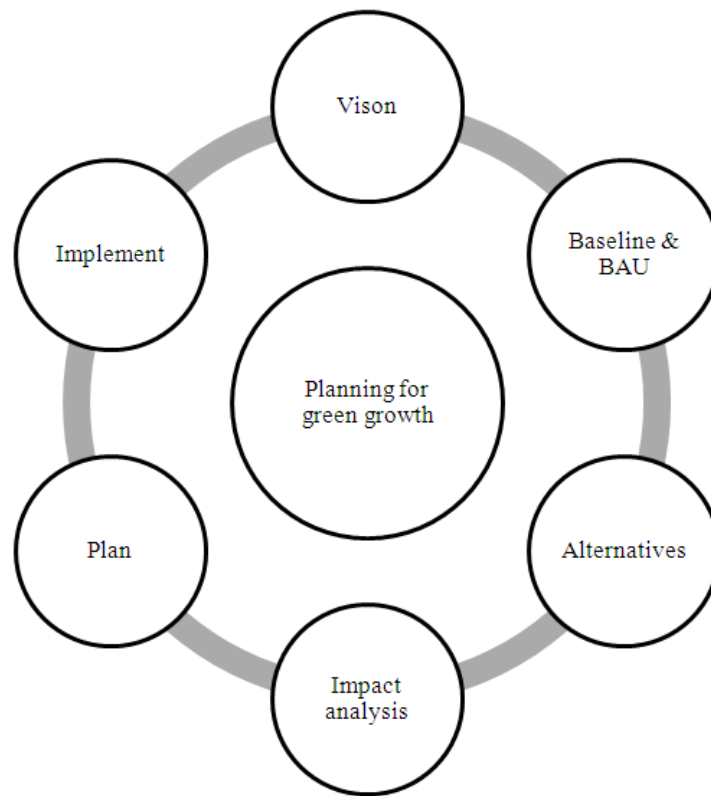 Vison
Baseline &
BAU
Implement
Planning for
green growth
Plan
Alternatives
Impact
analysis